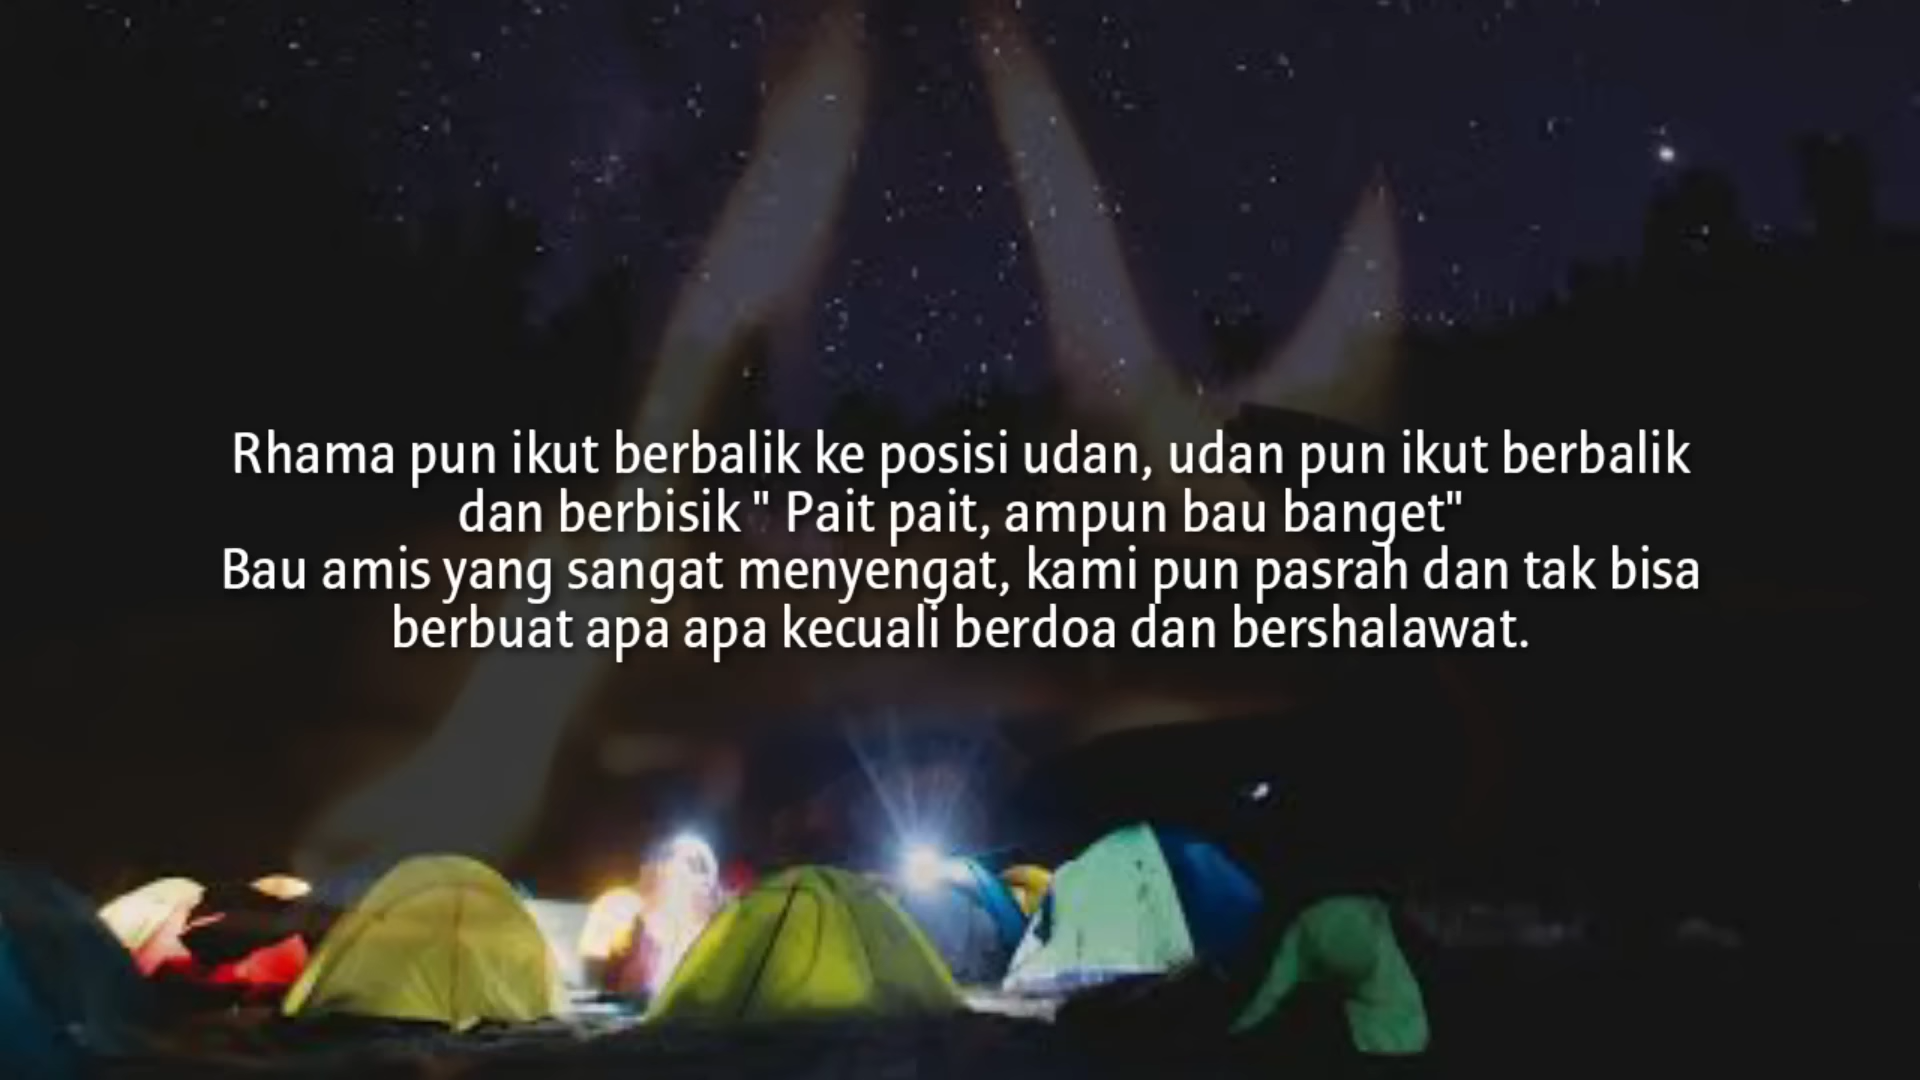 Rhama pun ikut berbalik ke posisi udan, udan pun ikut berbalik
dan berbisik " Pait pait, ampun bau banget"
Bau amis yang sangat menyengat, kami pun pasrah dan tak bisa
berbuat apa apa kecuali berdoa dan bershalawat.